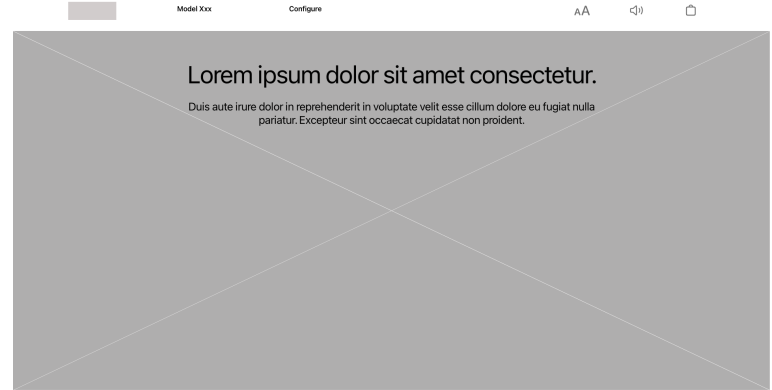 Model Xxx
Configure
AA
Lorem ipsum dolor sit amet consectetur.
Duis aute irure dolor in reprehenderit in voluptate velit esse cillum dolore eu fugiat nulla
pariatur. Excepteur sint occaecat cupidatat non proident.